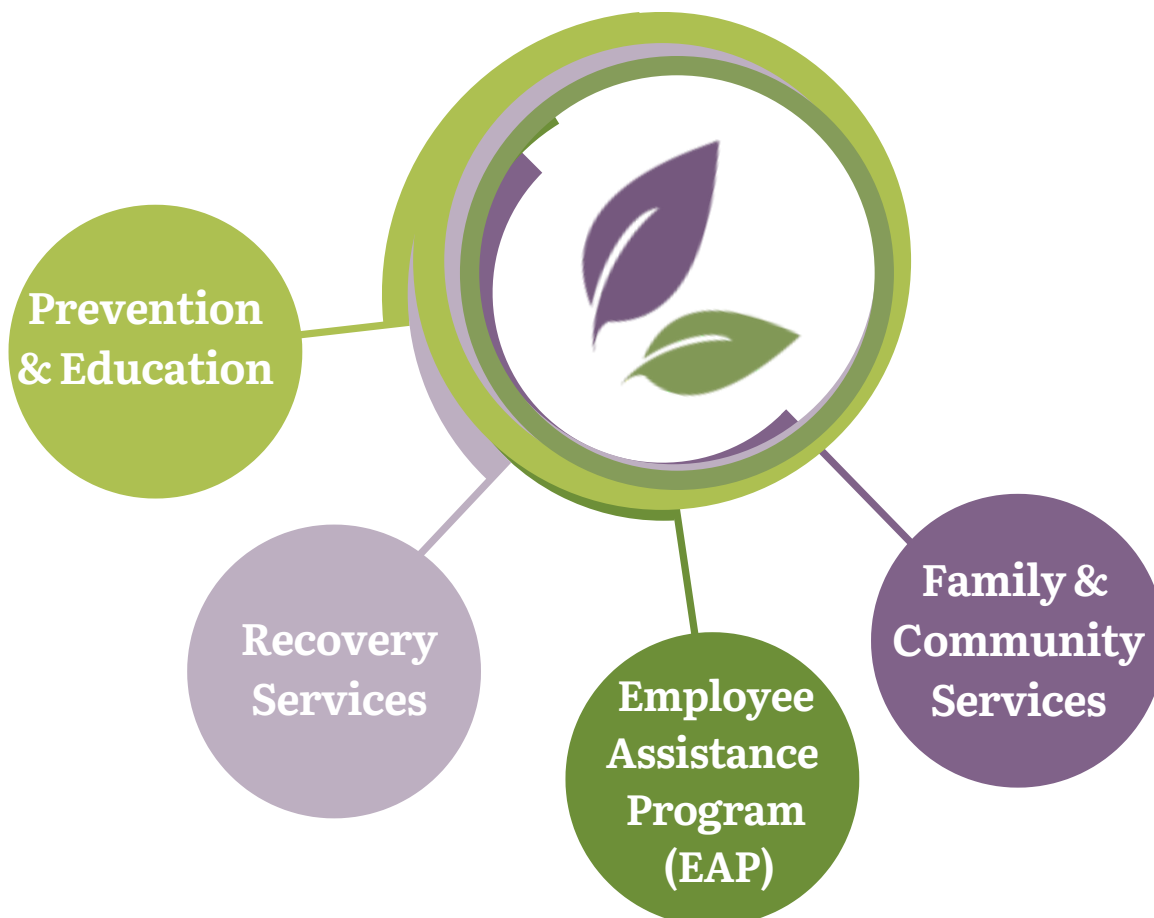 Prevention
& Education
Recovery
Services
Employee
Assistance
Program
(EAP)
Family &
Community
Services